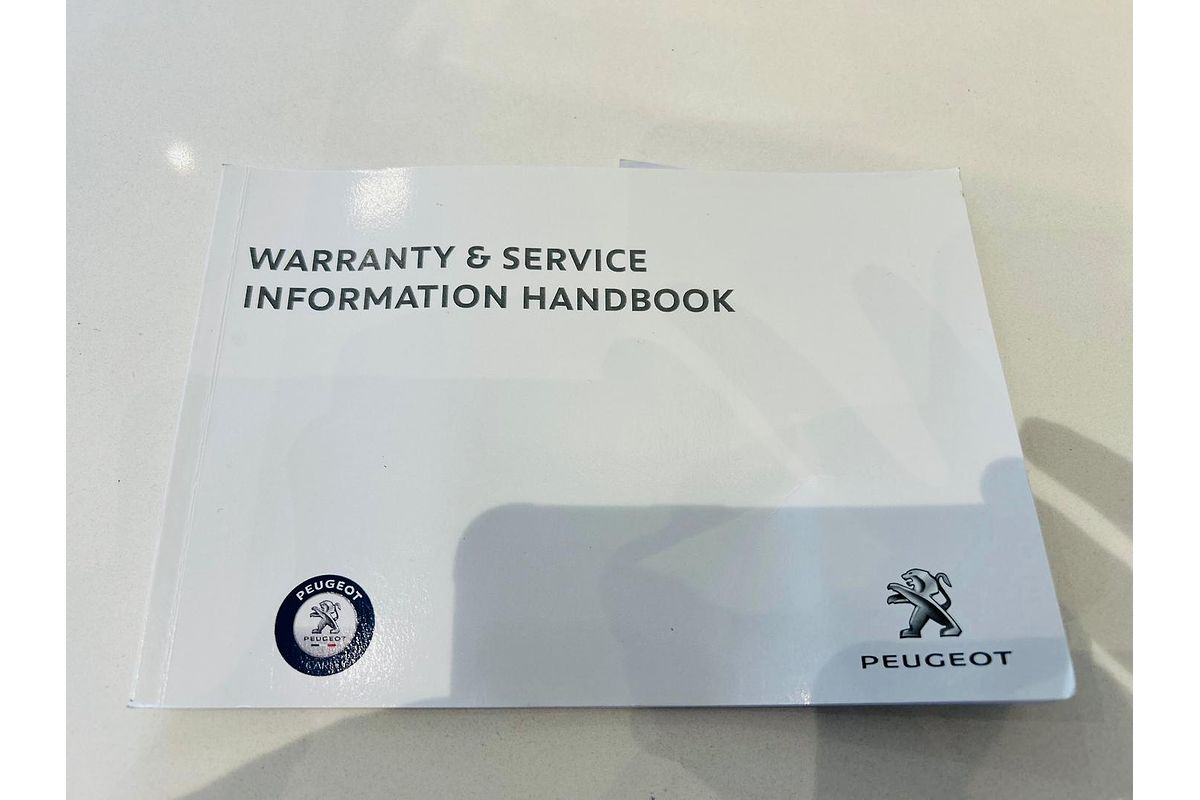 WARRANTY & SERVICE
INFORMATION HANDBOOK
PEUGEOT
PEUGEOT
PEUGEOT